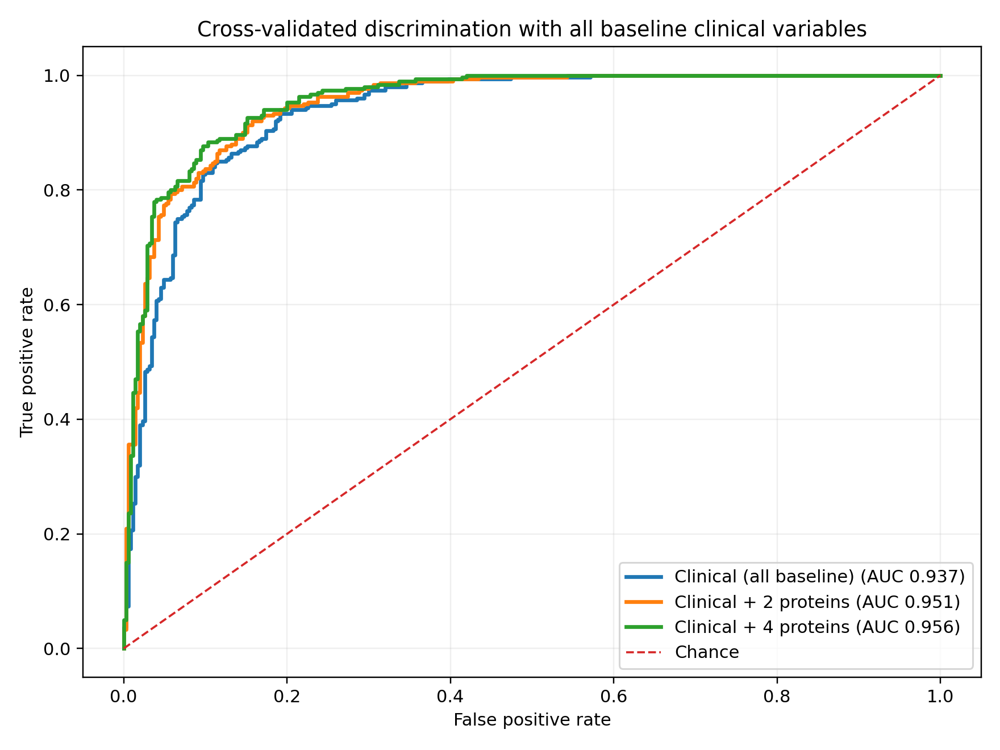 Cross-validated discrimination with all baseline clinical variables
1.0
0.8
0.6
0.4
0.2
0.0
True positive rate
Clinical (all baseline) (AUC 0.937)
Clinical + 2 proteins (AUC 0.951)
Clinical + 4 proteins (AUC 0.956)
Chance
0.0 0.2 0.4 0.6 0.8 1.0
False positive rate